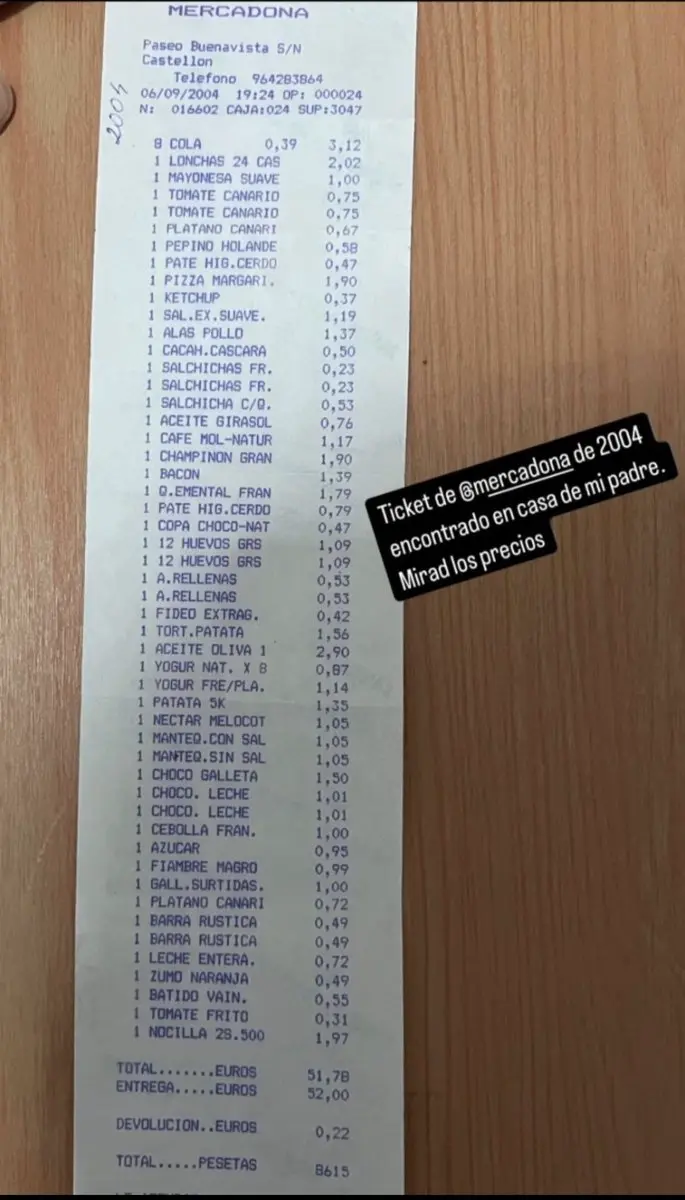 MERCADONA
Paseo Buenavista S/N
Castellon
Telefono 964283864
06/09/2004 19:24 OP: 000024
N: 016602 CAJA:024 SUP:3047
2004
8 COLA 0,39 3,12
1 LONCHAS 24 CAS 2,02
1 MAYONESA SUAVE 1,00
1 TOMATE CANARIO 0,75
1 TOMATE CANARIO 0,75
1 PLATANO CANARI 0,67
1 PEPINO HOLANDE 0,58
1 PATE HIG.CERDO 0,47
1 PIZZA MARGARI. 1,90
1 KETCHUP 0,37
1 SAL.EX.SUAVE. 1,19
1 ALAS POLLO 1,37
1 CACAH.CASCARA 0,50
1 SALCHICHAS FR. 0,23
1 SALCHICHAS FR. 0,23
1 SALCHICHA C/Q. 0,53
1 ACEITE GIRASOL 0,76
1 CAFE MOL-NATUR 1,17
1 CHAMPINON GRAN 1,90
1 BACON 1,39
1 Q.EMENTAL FRAN 1,79
1 PATE HIG.CERDO 0,79
1 COPA CHOCO-NAT 0,47
1 12 HUEVOS GRS 1,09
1 12 HUEVOS GRS 1,09
1 A.RELLENAS 0,53
1 A.RELLENAS 0,53
1 FIDEO EXTRAG. 0,42
1 TORT.PATATA 1,56
1 ACEITE OLIVA 1 2,90
1 YOGUR NAT. X 8 0,87
1 YOGUR FRE/PLA. 1,14
1 PATATA 5K 1,35
1 NECTAR MELOCOT 1,05
1 MANTEQ.CON SAL 1,05
1 MANTEQ.SIN SAL 1,05
1 CHOCO GALLETA 1,50
1 CHOCO. LECHE 1,01
1 CHOCO. LECHE 1,01
1 CEBOLLA FRAN. 1,00
1 AZUCAR 0,95
1 FIAMBRE MAGRO 0,99
1 GALL.SURTIDAS. 1,00
1 PLATANO CANARI 0,72
1 BARRA RUSTICA 0,49
1 BARRA RUSTICA 0,49
1 LECHE ENTERA. 0,72
1 ZUMO NARANJA 0,49
1 BATIDO VAIN. 0,55
1 TOMATE FRITO 0,31
1 NOCILLA 2S.500 1,97
TOTAL.......EUROS 51,78
ENTREGA.....EUROS 52,00
DEVOLUCION..EUROS 0,22
TOTAL.....PESETAS 8615
Ticket de @mercadona de 2004
encontrado en casa de mi padre.
Mirad los precios